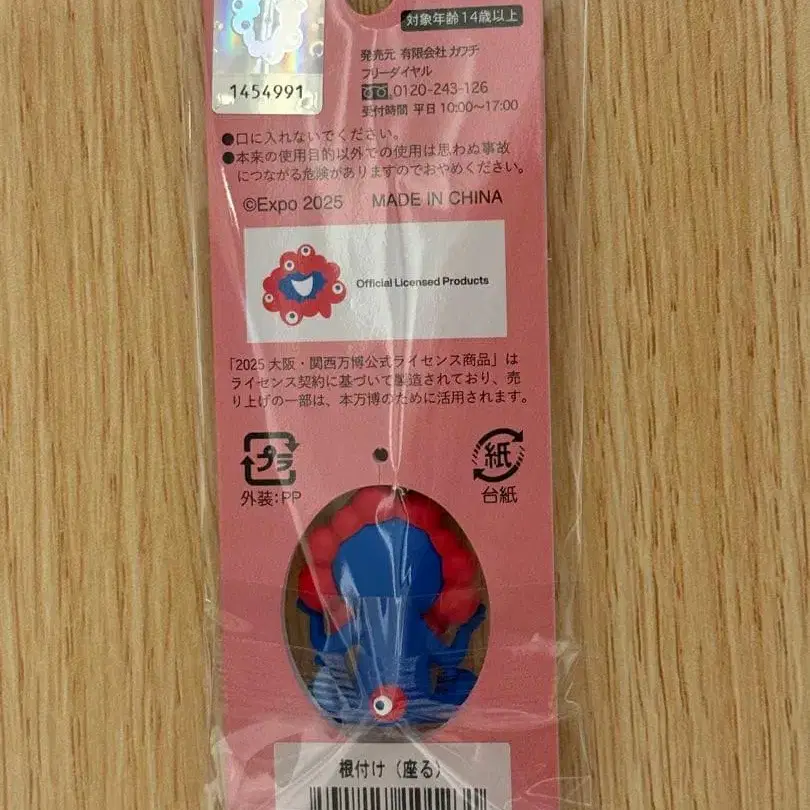 対象年齢14歳以上
1454991
発売元 有限会社 ガワチ
フリーダイヤル
0120-243-126
受付時間 平日 10:00〜17:00
●口に入れないでください。
●本来の使用目的以外での使用は思わぬ事故
につながる危険がありますのでおやめください。
©Expo 2025 MADE IN CHINA
Official Licensed Products
「2025 大阪・関西万博公式ライセンス商品」は
ライセンス契約に基づいて製造されており、売
り上げの一部は、本万博のために活用されます。
プラ
外装:PP
紙
台紙
根付け（座る）